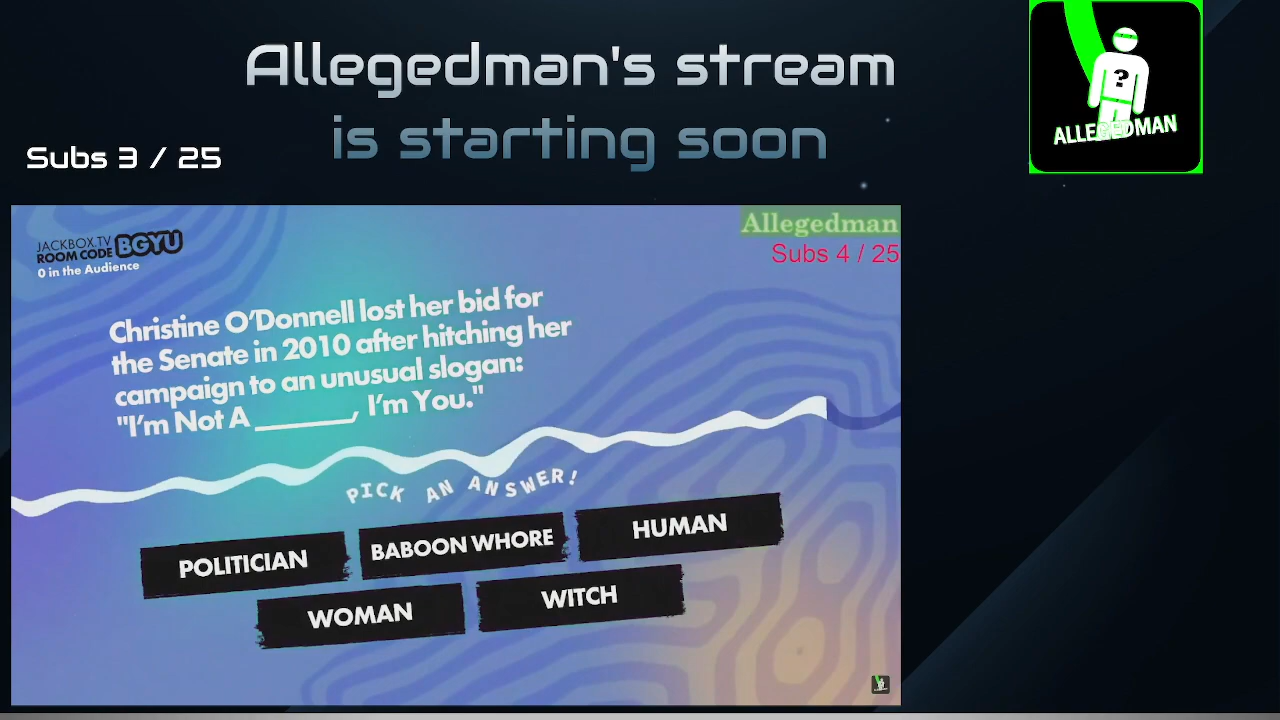 Allegedman's stream
is starting soon
Subs 3 / 25
?
ALLEGEDMAN
Allegedman
Subs 4 / 25
JACKBOX.TV
ROOM CODE BGYU
0 in the Audience
Christine O'Donnell lost her bid for
the Senate in 2010 after hitching her
campaign to an unusual slogan:
"I'm Not A ______, I'm You."
PICK AN ANSWER!
POLITICIAN
BABOON WHORE
HUMAN
WOMAN
WITCH